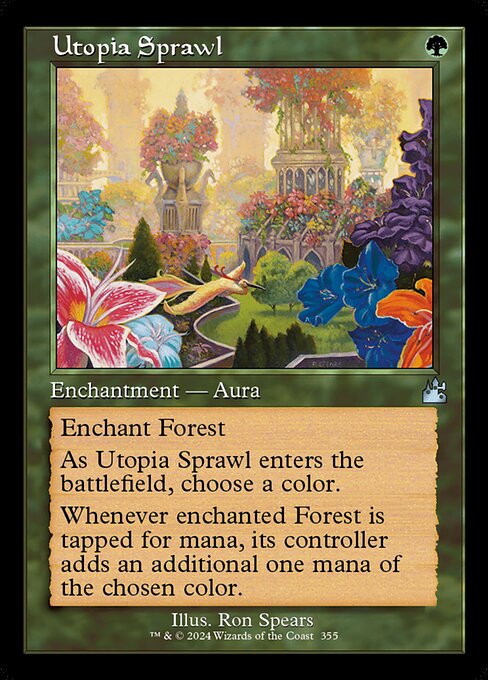 Utopia Sprawl
Enchantment — Aura
Enchant Forest
As Utopia Sprawl enters the
battlefield, choose a color.
Whenever enchanted Forest is
tapped for mana, its controller
adds an additional one mana of
the chosen color.
Illus. Ron Spears
™ & © 2024 Wizards of the Coast 355